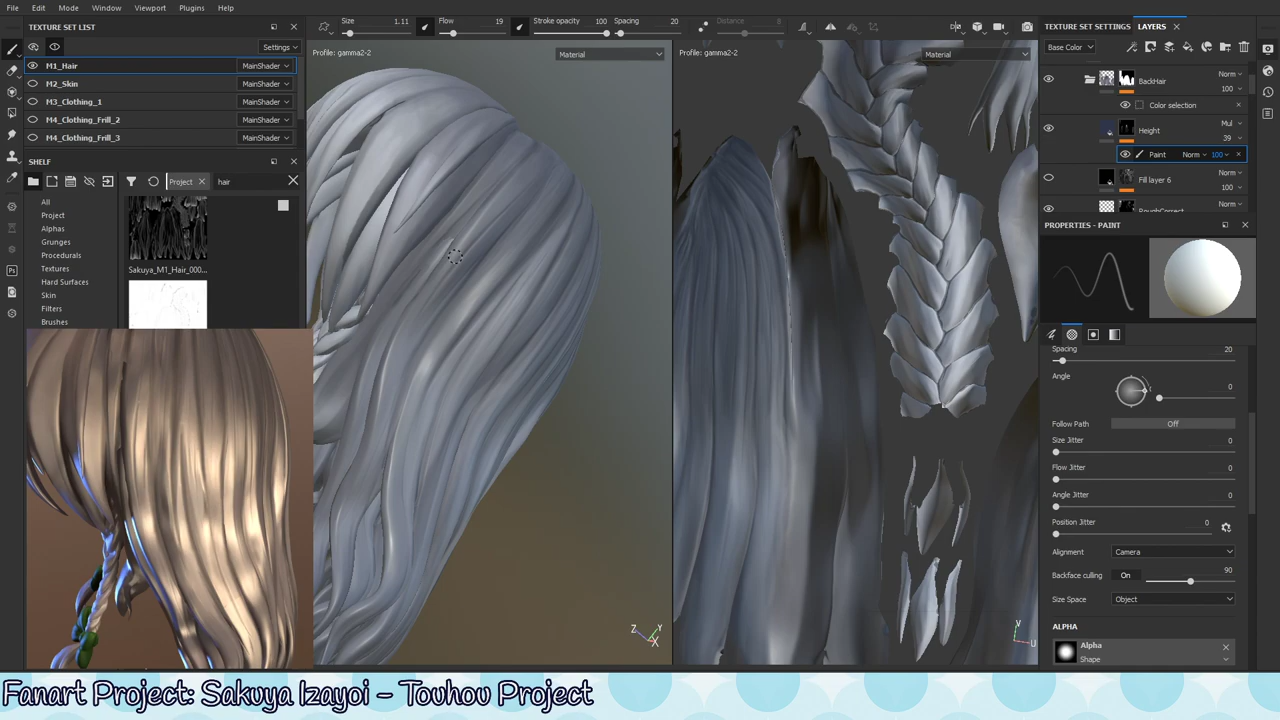 File Edit Mode Window Viewport Plugins Help
TEXTURE SET LIST
Settings
M1_Hair MainShader
M2_Skin MainShader
M3_Clothing_1 MainShader
M4_Clothing_Frill_2 MainShader
M4_Clothing_Frill_3 MainShader
SHELF
Project hair
All
Project
Alphas
Grunges
Procedurals
Textures
Hard Surfaces
Skin
Filters
Brushes
Sakuya_M1_Hair_000...
Size 1.11 Flow 19 Stroke opacity 100 Spacing 20 Distance 8
Profile: gamma2-2
Material
Z Y X
Profile: gamma2-2
Material
V U
TEXTURE SET SETTINGS LAYERS
Base Color
BackHair Norm 100
Color selection
Height Mul 39
Paint Norm 100
Fill layer 6 Norm 100
RoughCorrect Norm
PROPERTIES - PAINT
Spacing 20
Angle 0
Follow Path Off
Size Jitter 0
Flow Jitter 0
Angle Jitter 0
Position Jitter 0
Alignment Camera
Backface culling On 90
Size Space Object
ALPHA
Alpha
Shape
Ps
Fanart Project: Sakuya Izayoi - Touhou Project